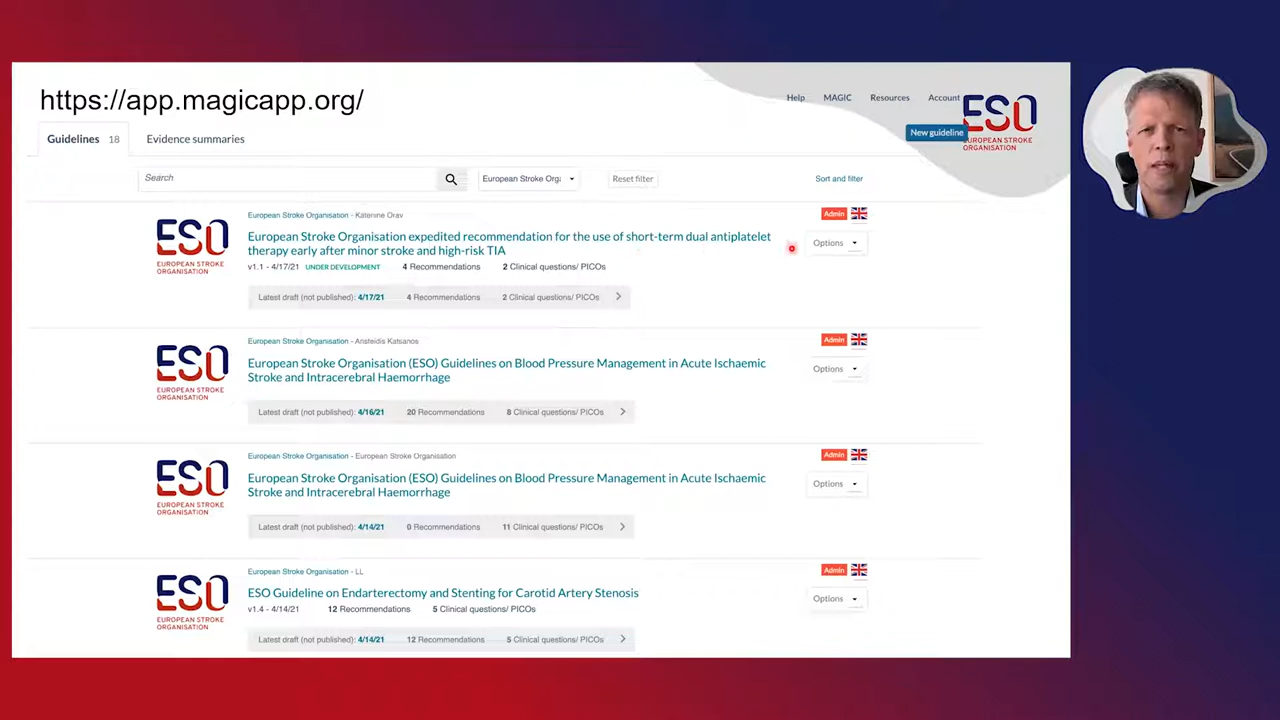 https://app.magicapp.org/
Help MAGIC Resources Account
ESO
EUROPEAN STROKE
ORGANISATION
New guideline
Guidelines 18 Evidence summaries
Search European Stroke Org: Reset filter Sort and filter
ESO
EUROPEAN STROKE
ORGANISATION
European Stroke Organisation - Katerine Orav
European Stroke Organisation expedited recommendation for the use of short-term dual antiplatelet
therapy early after minor stroke and high-risk TIA
v1.1 - 4/17/21 UNDER DEVELOPMENT 4 Recommendations 2 Clinical questions/ PICOs
Latest draft (not published): 4/17/21 4 Recommendations 2 Clinical questions/ PICOs
Admin
Options
ESO
EUROPEAN STROKE
ORGANISATION
European Stroke Organisation - Aristeidis Katsanos
European Stroke Organisation (ESO) Guidelines on Blood Pressure Management in Acute Ischaemic
Stroke and Intracerebral Haemorrhage
Latest draft (not published): 4/16/21 20 Recommendations 8 Clinical questions/ PICOs
Admin
Options
ESO
EUROPEAN STROKE
ORGANISATION
European Stroke Organisation - European Stroke Organisation
European Stroke Organisation (ESO) Guidelines on Blood Pressure Management in Acute Ischaemic
Stroke and Intracerebral Haemorrhage
Latest draft (not published): 4/14/21 0 Recommendations 11 Clinical questions/ PICOs
Admin
Options
ESO
EUROPEAN STROKE
ORGANISATION
European Stroke Organisation - LL
ESO Guideline on Endarterectomy and Stenting for Carotid Artery Stenosis
v1.4 - 4/14/21 12 Recommendations 5 Clinical questions/ PICOs
Latest draft (not published): 4/14/21 12 Recommendations 5 Clinical questions/ PICOs
Admin
Options